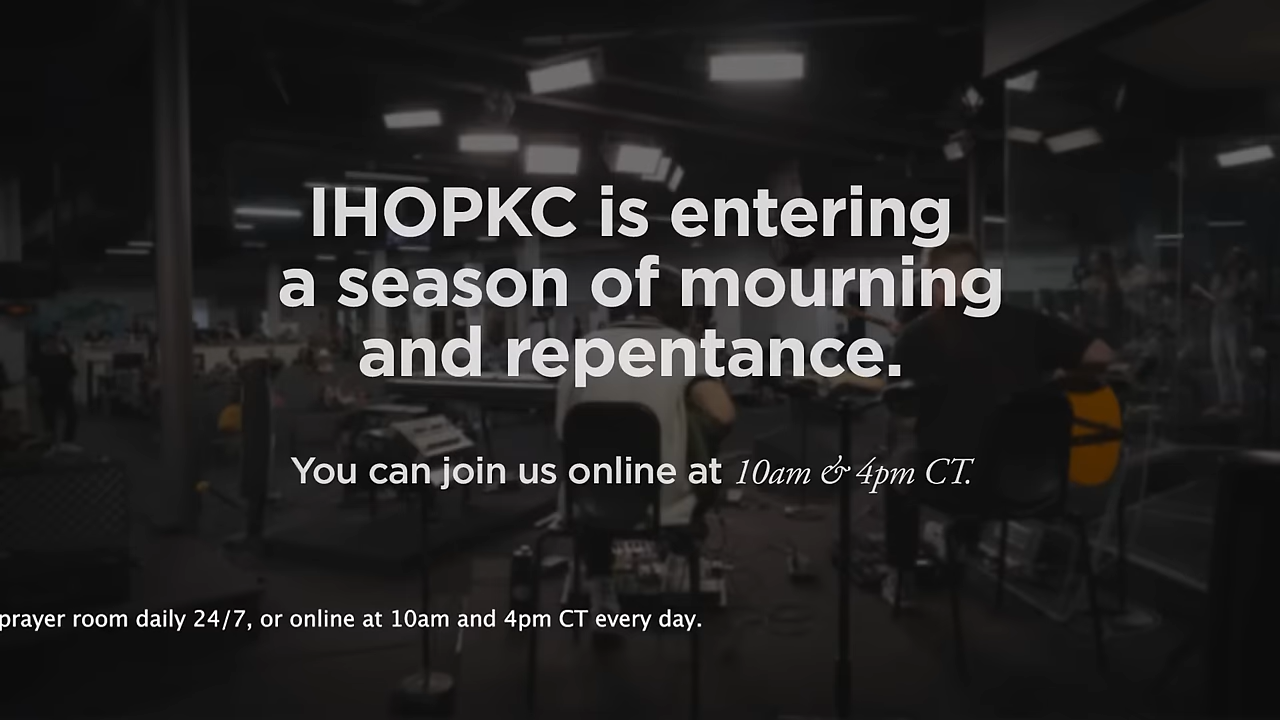 IHOPKC is entering
a season of mourning
and repentance.
You can join us online at 10am & 4pm CT.
prayer room daily 24/7, or online at 10am and 4pm CT every day.